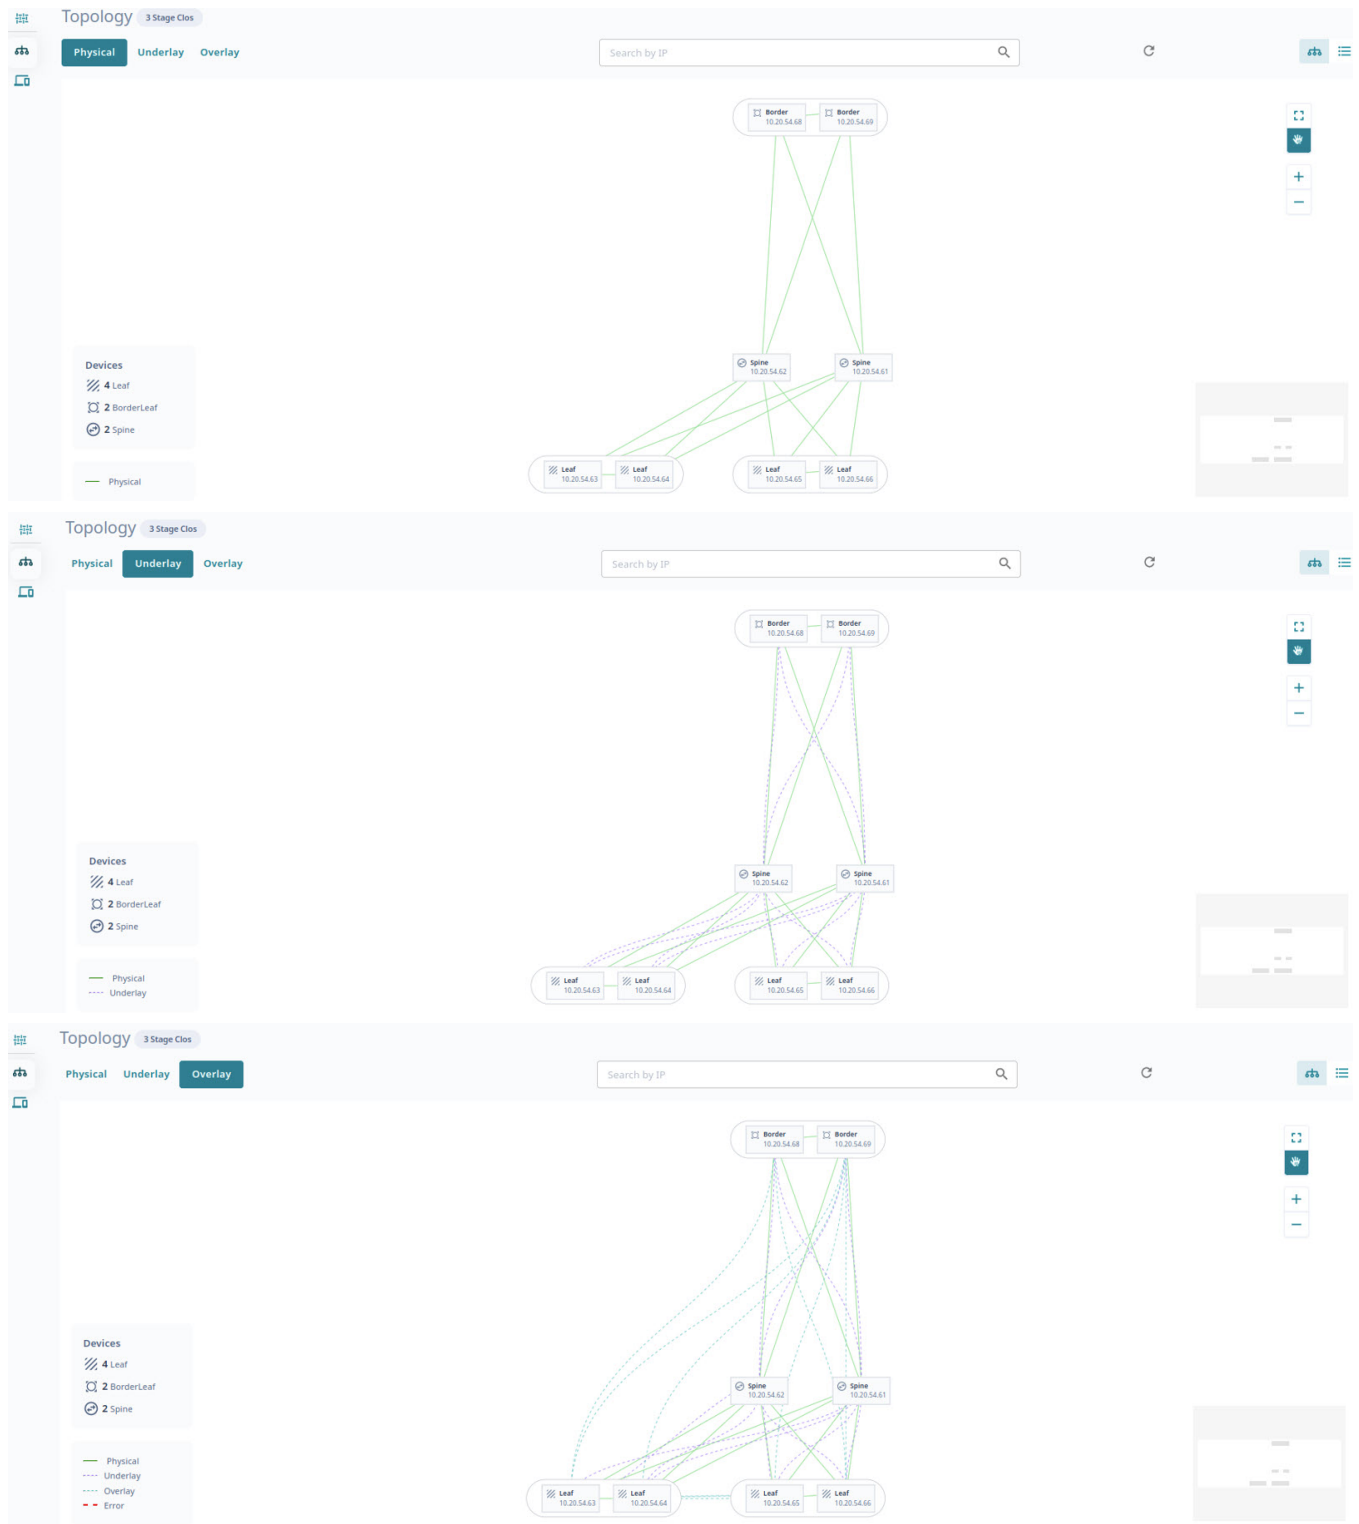 Topology 3 Stage Clos
Physical Underlay Overlay Search by IP
Border Border
10.20.54.68 10.20.54.69
Spine Spine
10.20.54.62 10.20.54.61
Devices
4 Leaf
2 BorderLeaf
2 Spine
Leaf Leaf Leaf Leaf
10.20.54.63 10.20.54.64 10.20.54.65 10.20.54.66
Physical
Topology 3 Stage Clos
Physical Underlay Overlay Search by IP
Border Border
10.20.54.68 10.20.54.69
Devices
Spine Spine
10.20.54.62 10.20.54.61
4 Leaf
2 BorderLeaf
2 Spine
Physical
Underlay
Leaf Leaf Leaf Leaf
10.20.54.63 10.20.54.64 10.20.54.65 10.20.54.66
Topology 3 Stage Clos
Physical Underlay Overlay Search by IP
Border Border
10.20.54.68 10.20.54.69
Devices
4 Leaf
2 BorderLeaf
2 Spine
Spine Spine
10.20.54.62 10.20.54.61
Physical
Underlay
Overlay
Error
Leaf Leaf Leaf Leaf
10.20.54.63 10.20.54.64 10.20.54.65 10.20.54.66